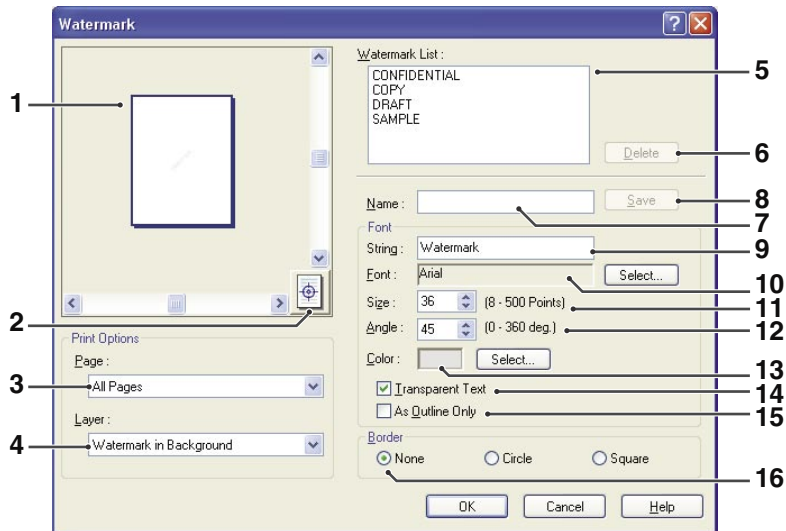 Watermark
1
2
Print Options
Page :
3
All Pages
Layer :
4
Watermark in Background
Watermark List :
CONFIDENTIAL
COPY
DRAFT
SAMPLE
5
Delete
6
Name :
Save
8
7
Font
String :
Watermark
9
Font :
Arial
Select...
10
Size :
36
(8 - 500 Points)
11
Angle :
45
(0 - 360 deg.)
12
Color :
Select...
13
Transparent Text
14
As Outline Only
15
Border
None
Circle
Square
16
OK
Cancel
Help